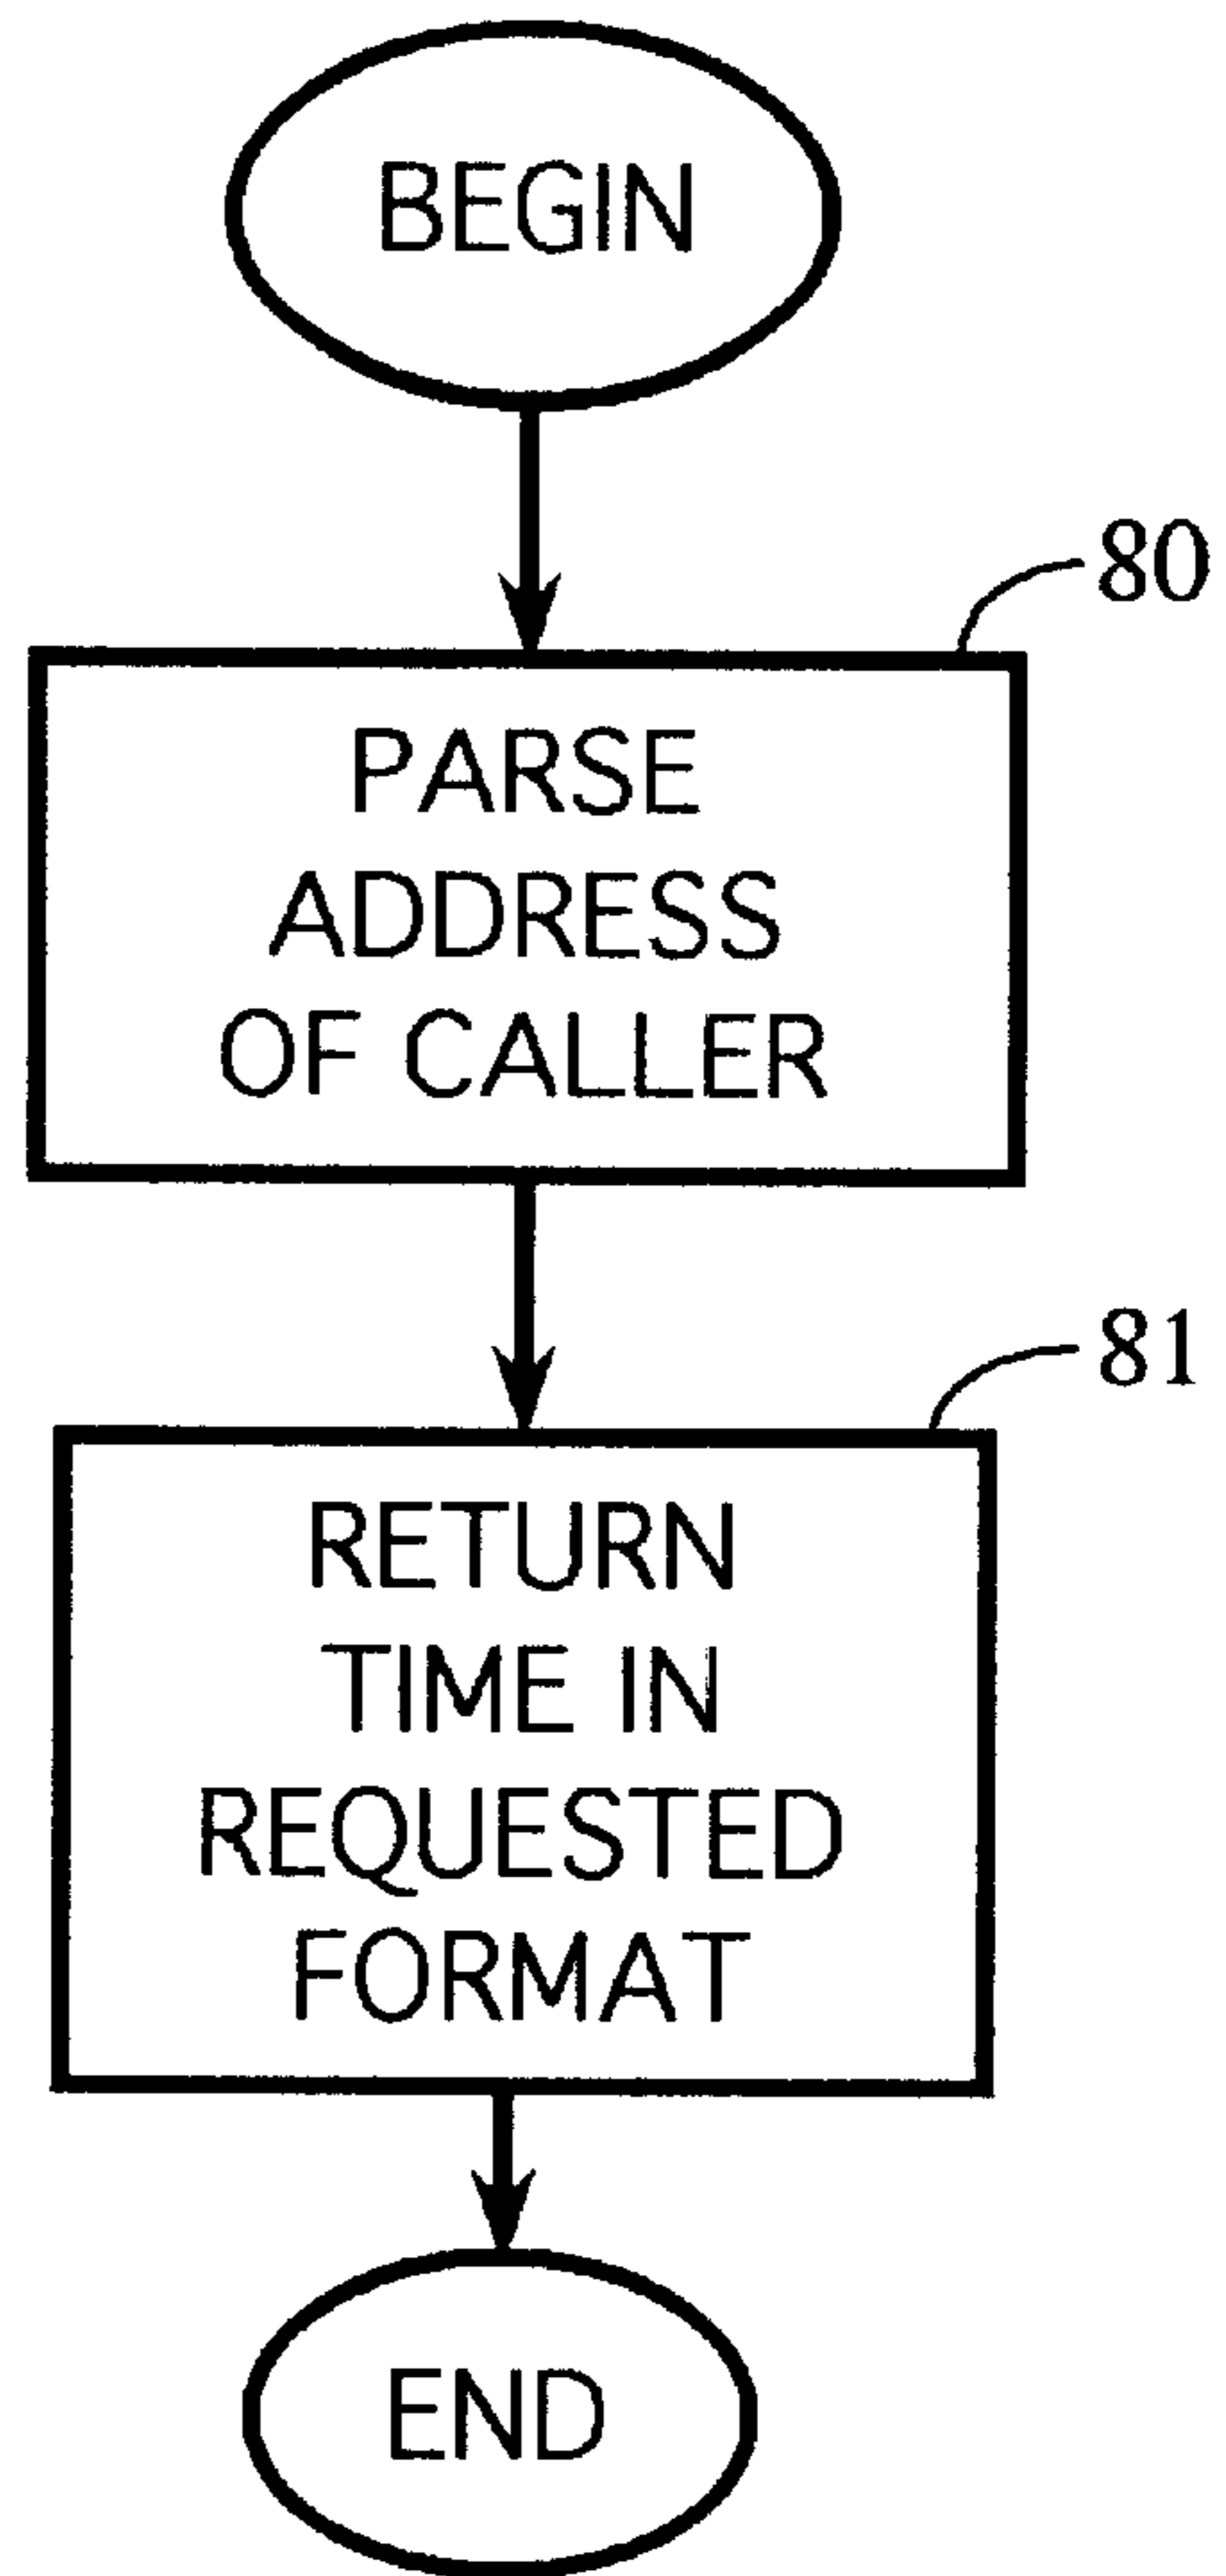 BEGIN
80
PARSE
ADDRESS
OF CALLER
81
RETURN
TIME IN
REQUESTED
FORMAT
END